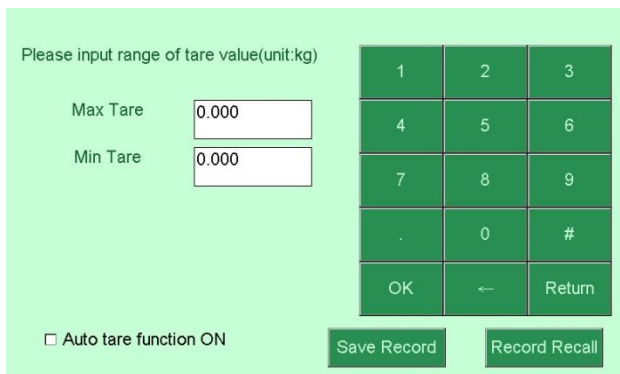 Please input range of tare value(unit:kg)
Max Tare 0.000
Min Tare 0.000
1 2 3
4 5 6
7 8 9
. 0 #
OK ← Return
Auto tare function ON
Save Record Record Recall